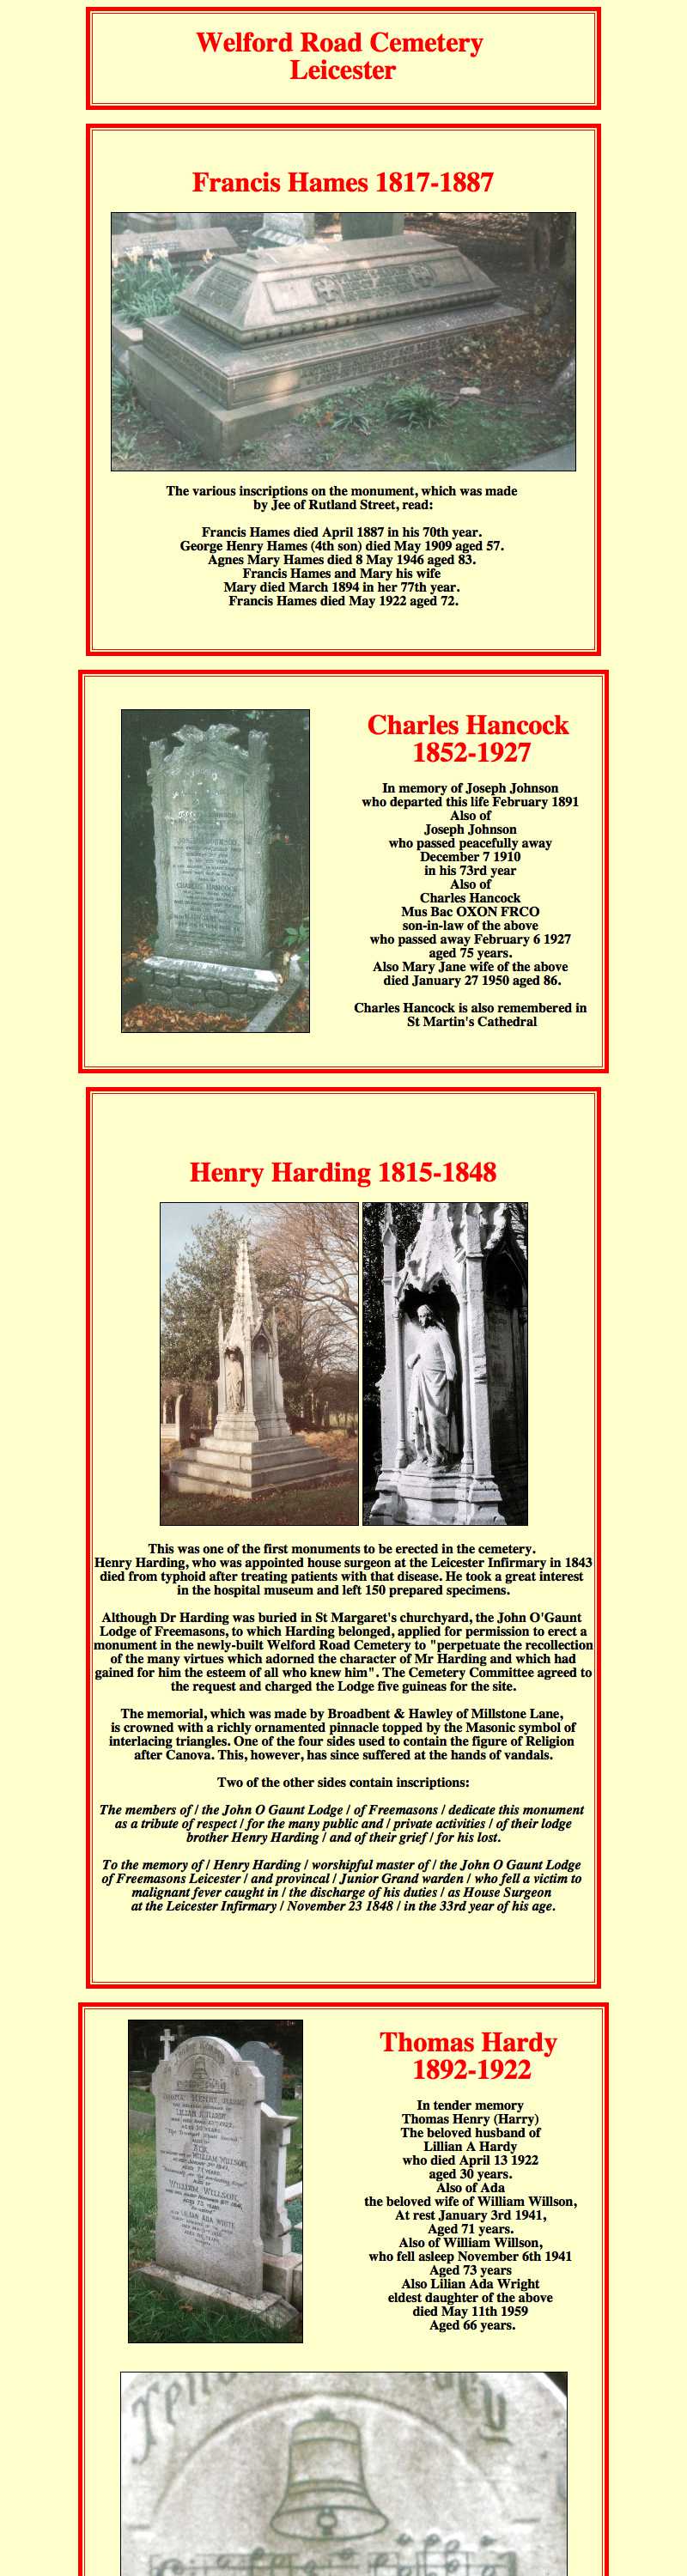 Welford Road Cemetery
Leicester
Francis Hames 1817-1887
The various inscriptions on the monument, which was made
by Jee of Rutland Street, read:
Francis Hames died April 1887 in his 70th year.
George Henry Hames (4th son) died May 1909 aged 57.
Agnes Mary Hames died 8 May 1946 aged 83.
Francis Hames and Mary his wife
Mary died March 1894 in her 77th year.
Francis Hames died May 1922 aged 72.
Charles Hancock
1852-1927
In memory of Joseph Johnson
who departed this life February 1891
Also of
Joseph Johnson
who passed peacefully away
December 7 1910
in his 73rd year
Also of
Charles Hancock
Mus Bac OXON FRCO
son-in-law of the above
who passed away February 6 1927
aged 75 years.
Also Mary Jane wife of the above
died January 27 1950 aged 86.
Charles Hancock is also remembered in
St Martin's Cathedral
Henry Harding 1815-1848
This was one of the first monuments to be erected in the cemetery.
Henry Harding, who was appointed house surgeon at the Leicester Infirmary in 1843
died from typhoid after treating patients with that disease. He took a great interest
in the hospital museum and left 150 prepared specimens.
Although Dr Harding was buried in St Margaret's churchyard, the John O'Gaunt
Lodge of Freemasons, to which Harding belonged, applied for permission to erect a
monument in the newly-built Welford Road Cemetery to "perpetuate the recollection
of the many virtues which adorned the character of Mr Harding and which had
gained for him the esteem of all who knew him". The Cemetery Committee agreed to
the request and charged the Lodge five guineas for the site.
The memorial, which was made by Broadbent & Hawley of Millstone Lane,
is crowned with a richly ornamented pinnacle topped by the Masonic symbol of
interlacing triangles. One of the four sides used to contain the figure of Religion
after Canova. This, however, has since suffered at the hands of vandals.
Two of the other sides contain inscriptions:
The members of / the John O Gaunt Lodge / of Freemasons / dedicate this monument
as a tribute of respect / for the many public and / private activities / of their lodge
brother Henry Harding / and of their grief / for his lost.
To the memory of / Henry Harding / worshipful master of / the John O Gaunt Lodge
of Freemasons Leicester / and provincal / Junior Grand warden / who fell a victim to
malignant fever caught in / the discharge of his duties / as House Surgeon
at the Leicester Infirmary / November 23 1848 / in the 33rd year of his age.
Thomas Hardy
1892-1922
In tender memory
Thomas Henry (Harry)
The beloved husband of
Lillian A Hardy
who died April 13 1922
aged 30 years.
Also of Ada
the beloved wife of William Willson,
At rest January 3rd 1941,
Aged 71 years.
Also of William Willson,
who fell asleep November 6th 1941
Aged 73 years
Also Lilian Ada Wright
eldest daughter of the above
died May 11th 1959
Aged 66 years.